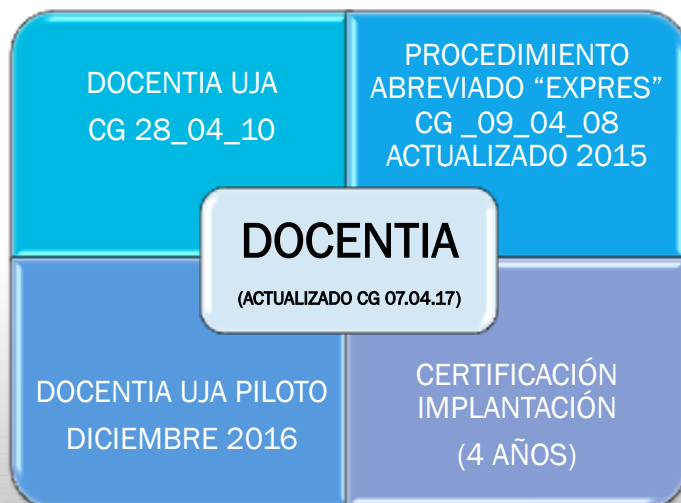 DOCENTIA UJA
CG 28_04_10
PROCEDIMIENTO
ABREVIADO “EXPRES”
CG _09_04_08
ACTUALIZADO 2015
DOCENTIA
(ACTUALIZADO CG 07.04.17)
DOCENTIA UJA PILOTO
DICIEMBRE 2016
CERTIFICACIÓN
IMPLANTACIÓN
(4 AÑOS)